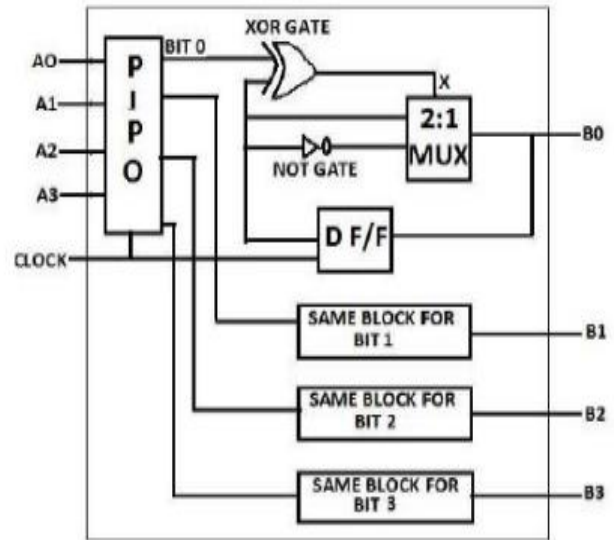 XOR GATE
BIT 0
A0
A1
A2
A3
P
I
P
O
X
2:1
MUX
B0
NOT GATE
D F/F
CLOCK
SAME BLOCK FOR
BIT 1
B1
SAME BLOCK FOR
BIT 2
B2
SAME BLOCK FOR
BIT 3
B3